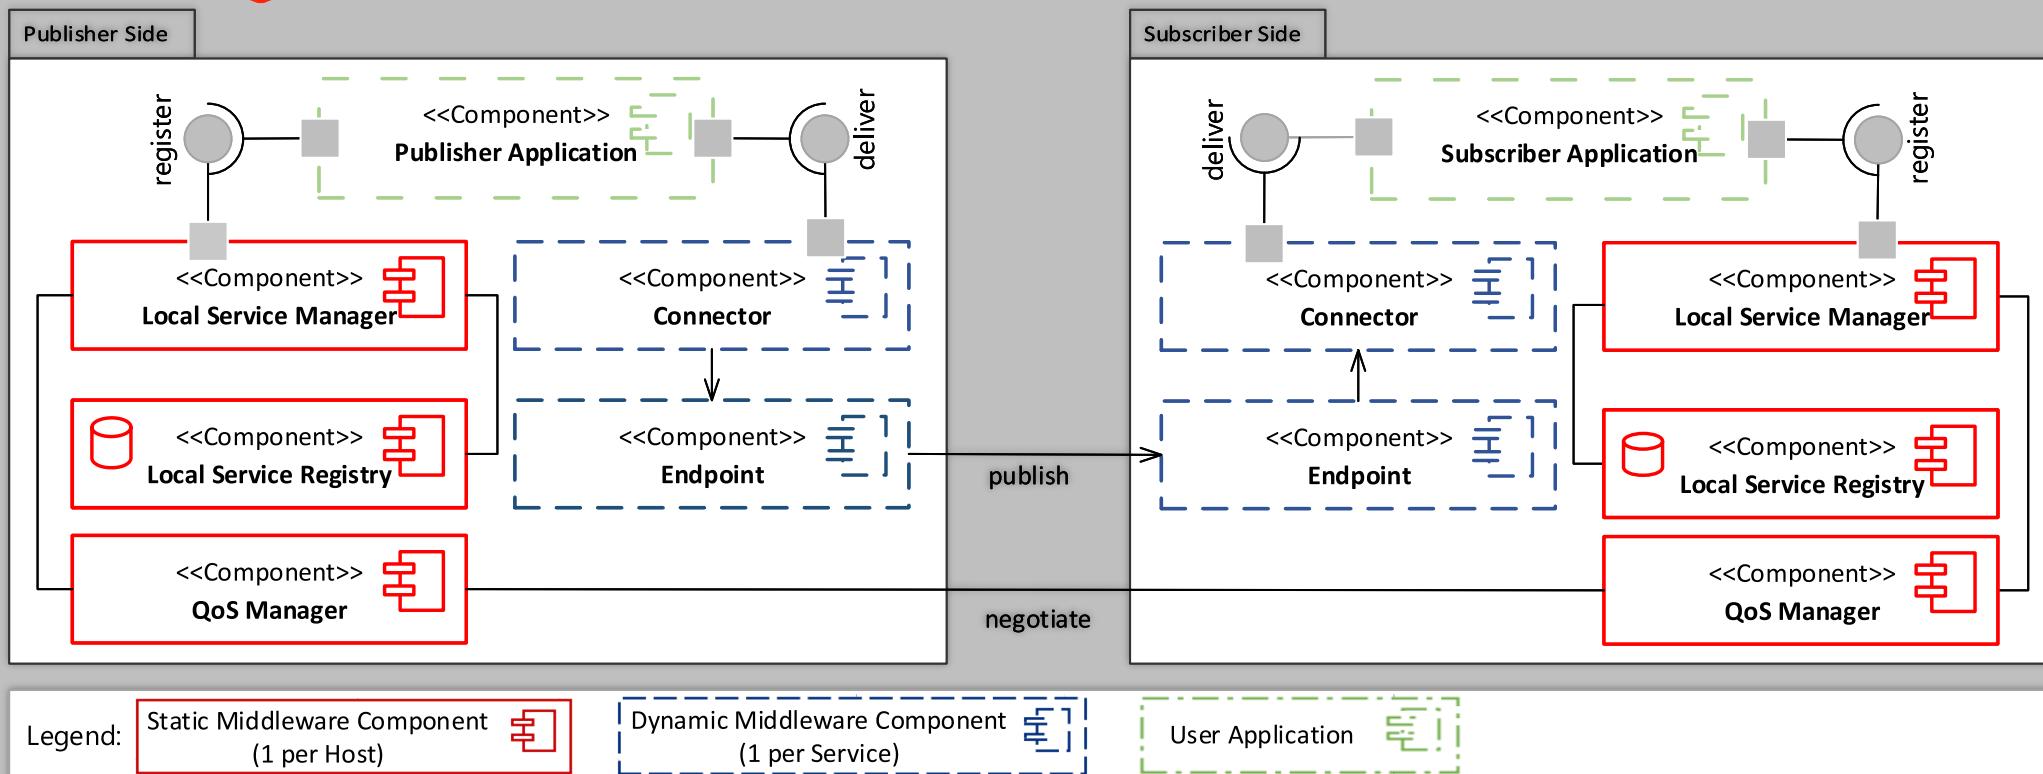 Publisher Side
register
<<Component>>
Publisher Application
deliver
<<Component>>
Local Service Manager
<<Component>>
Connector
<<Component>>
Local Service Registry
<<Component>>
Endpoint
<<Component>>
QoS Manager
publish
negotiate
Subscriber Side
deliver
<<Component>>
Subscriber Application
register
<<Component>>
Connector
<<Component>>
Local Service Manager
<<Component>>
Endpoint
<<Component>>
Local Service Registry
<<Component>>
QoS Manager
Legend:
Static Middleware Component
(1 per Host)
Dynamic Middleware Component
(1 per Service)
User Application